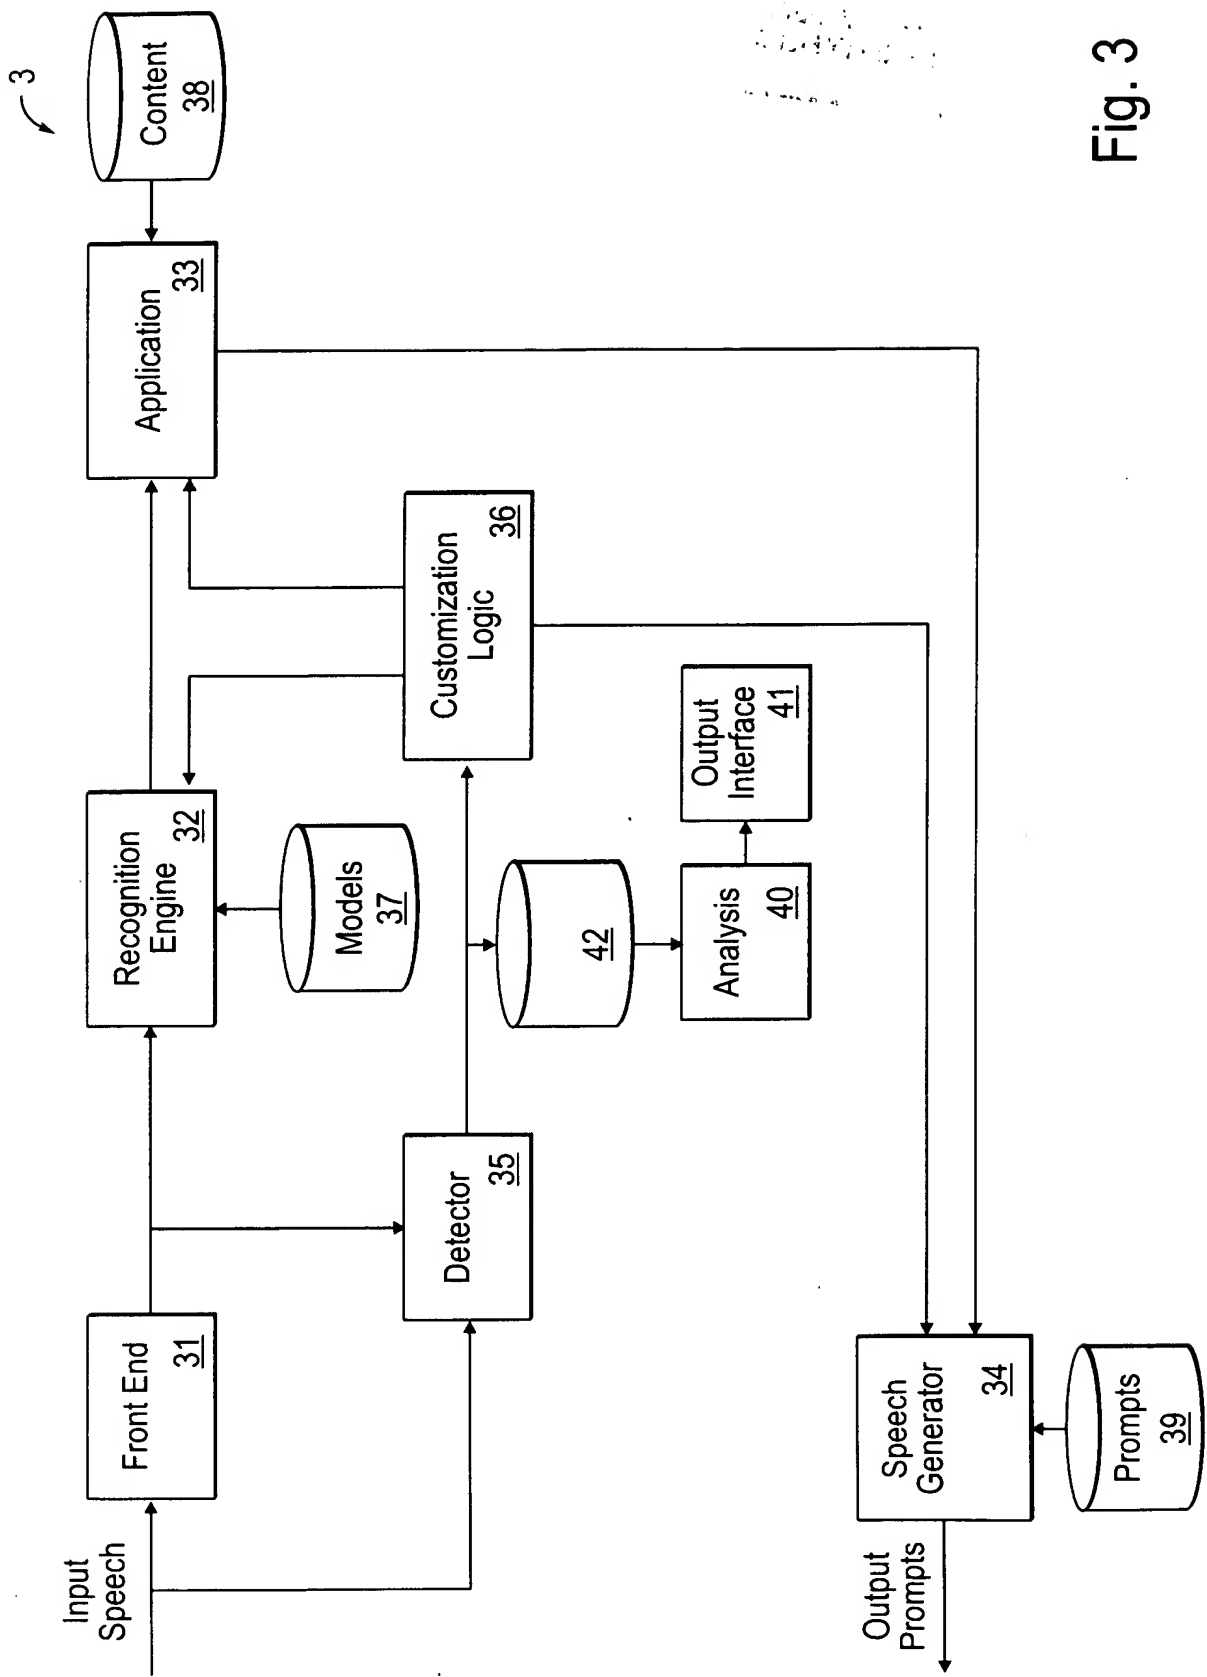 3
Input
Speech
Front End
31
Recognition
Engine
32
Application
33
Content
38
Models
37
Detector
35
Customization
Logic
36
42
Analysis
40
Output
Interface
41
Speech
Generator
34
Output
Prompts
Prompts
39
Fig. 3